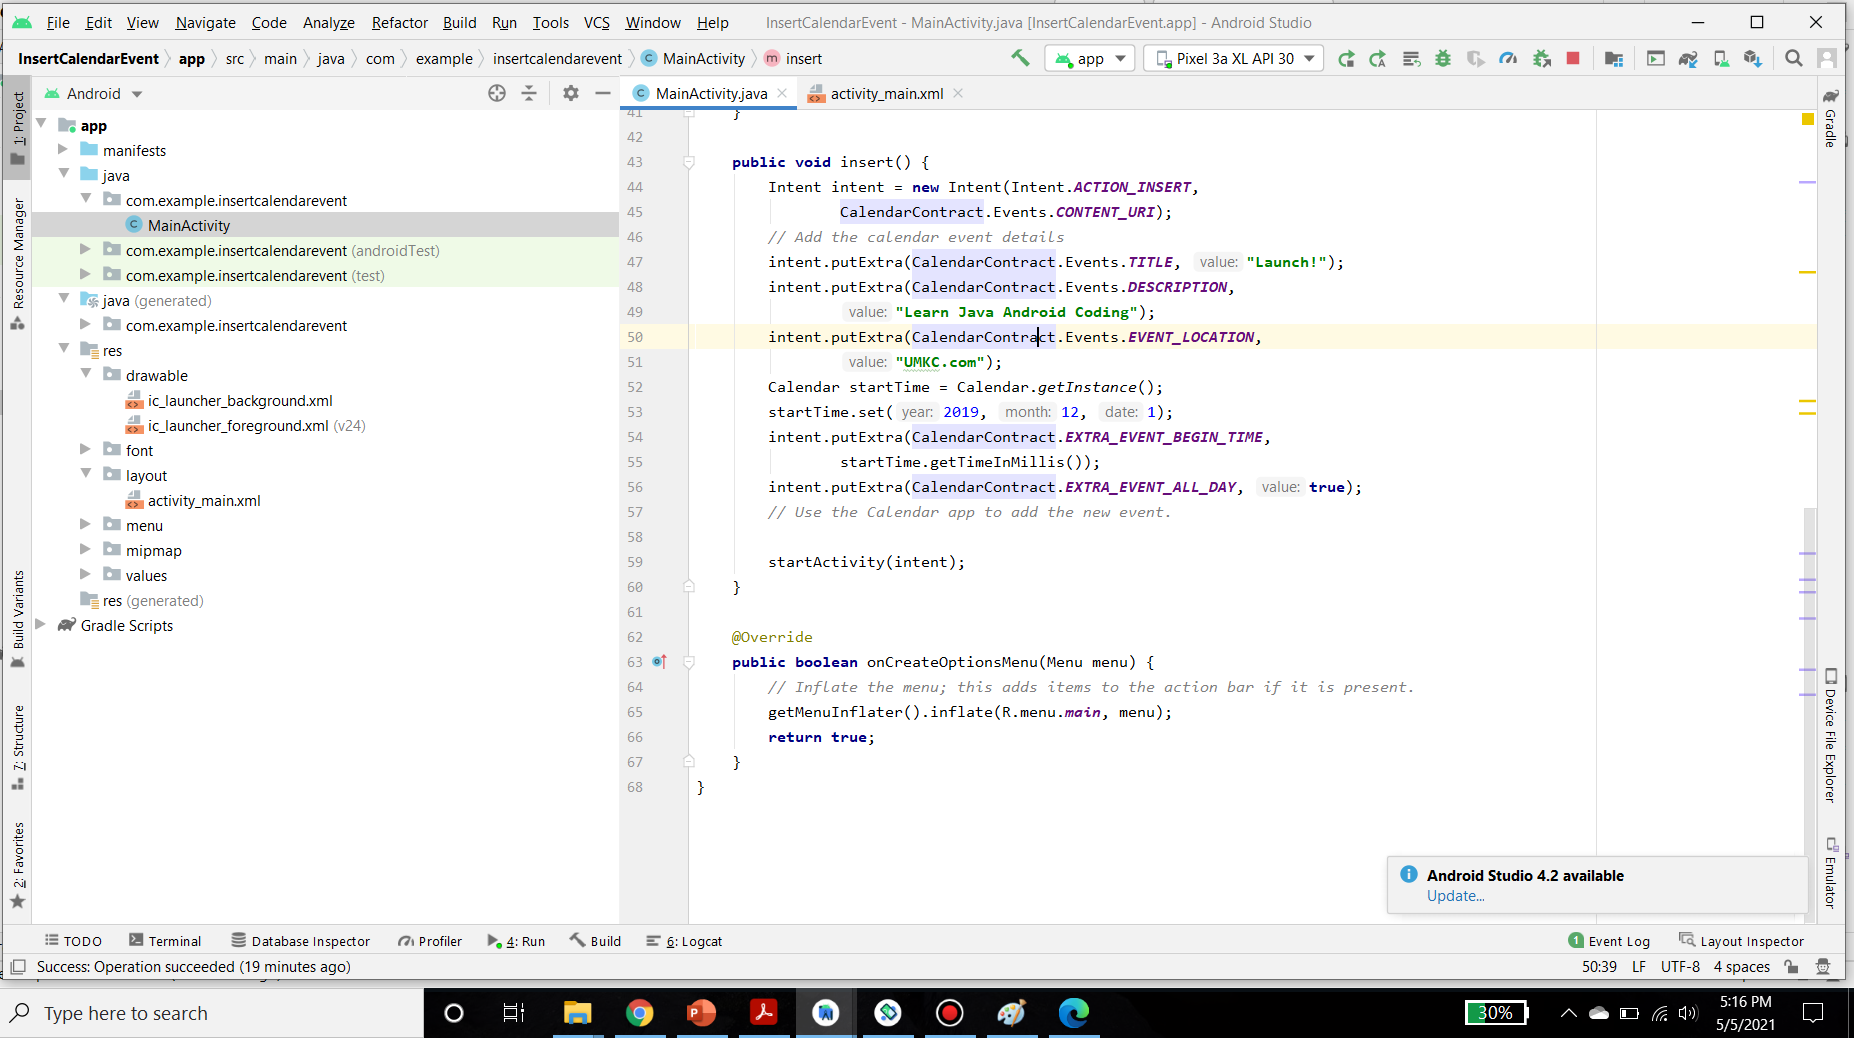 File Edit View Navigate Code Analyze Refactor Build Run Tools VCS Window Help InsertCalendarEvent - MainActivity.java [InsertCalendarEvent.app] - Android Studio
InsertCalendarEvent app src main java com example insertcalendarevent MainActivity insert app Pixel 3a XL API 30
Android MainActivity.java activity_main.xml
1: Project
Resource Manager
Build Variants
7: Structure
2: Favorites
app
manifests
java
com.example.insertcalendarevent
MainActivity
com.example.insertcalendarevent (androidTest)
com.example.insertcalendarevent (test)
java (generated)
com.example.insertcalendarevent
res
drawable
ic_launcher_background.xml
ic_launcher_foreground.xml (v24)
font
layout
activity_main.xml
menu
mipmap
values
res (generated)
Gradle Scripts
41 }
42
43 public void insert() {
44 Intent intent = new Intent(Intent.ACTION_INSERT,
45 CalendarContract.Events.CONTENT_URI);
46 // Add the calendar event details
47 intent.putExtra(CalendarContract.Events.TITLE, value: "Launch!");
48 intent.putExtra(CalendarContract.Events.DESCRIPTION,
49 value: "Learn Java Android Coding");
50 intent.putExtra(CalendarContract.Events.EVENT_LOCATION,
51 value: "UMKC.com");
52 Calendar startTime = Calendar.getInstance();
53 startTime.set( year: 2019, month: 12, date: 1);
54 intent.putExtra(CalendarContract.EXTRA_EVENT_BEGIN_TIME,
55 startTime.getTimeInMillis());
56 intent.putExtra(CalendarContract.EXTRA_EVENT_ALL_DAY, value: true);
57 // Use the Calendar app to add the new event.
58
59 startActivity(intent);
60 }
61
62 @Override
63 public boolean onCreateOptionsMenu(Menu menu) {
64 // Inflate the menu; this adds items to the action bar if it is present.
65 getMenuInflater().inflate(R.menu.main, menu);
66 return true;
67 }
68 }
Gradle
Device File Explorer
Emulator
Android Studio 4.2 available
Update...
TODO Terminal Database Inspector Profiler 4: Run Build 6: Logcat 1 Event Log Layout Inspector
Success: Operation succeeded (19 minutes ago) 50:39 LF UTF-8 4 spaces
Type here to search 30% 5:16 PM
5/5/2021